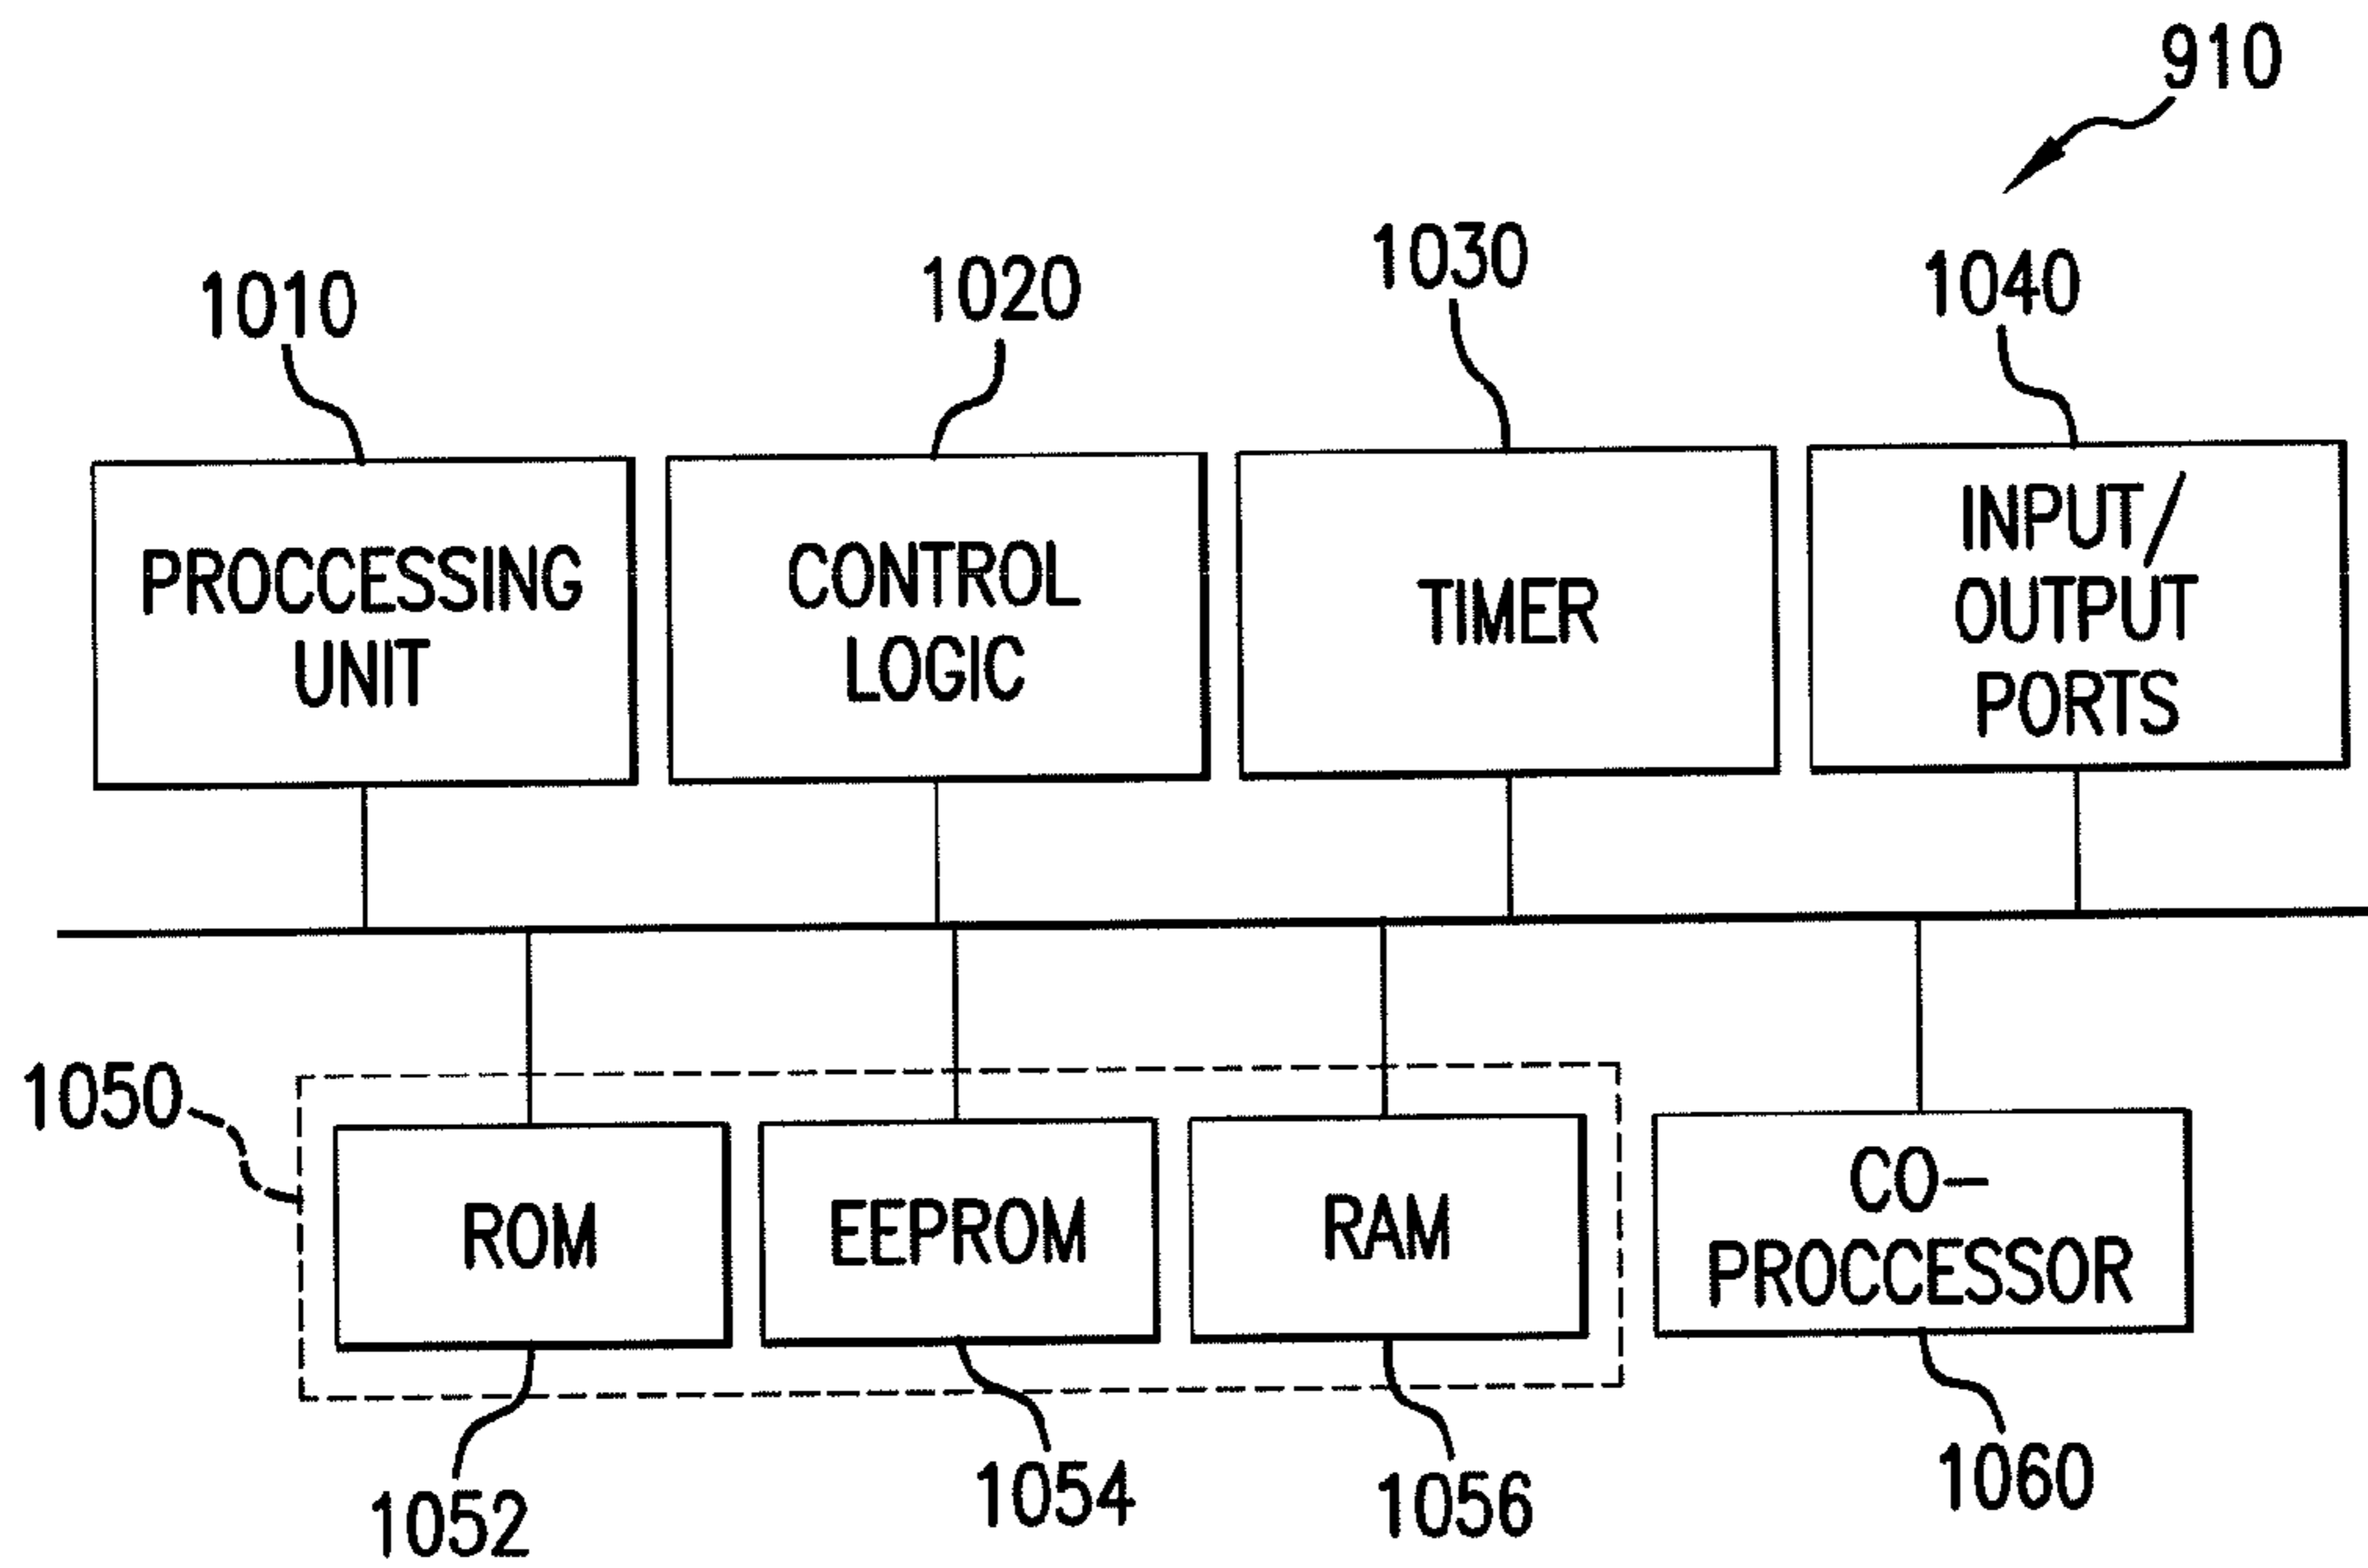 910
1010
1020
1030
1040
PROCCESSING
UNIT
CONTROL
LOGIC
TIMER
INPUT/
OUTPUT
PORTS
1050
ROM
EEPROM
RAM
CO-
PROCCESSOR
1052
1054
1056
1060